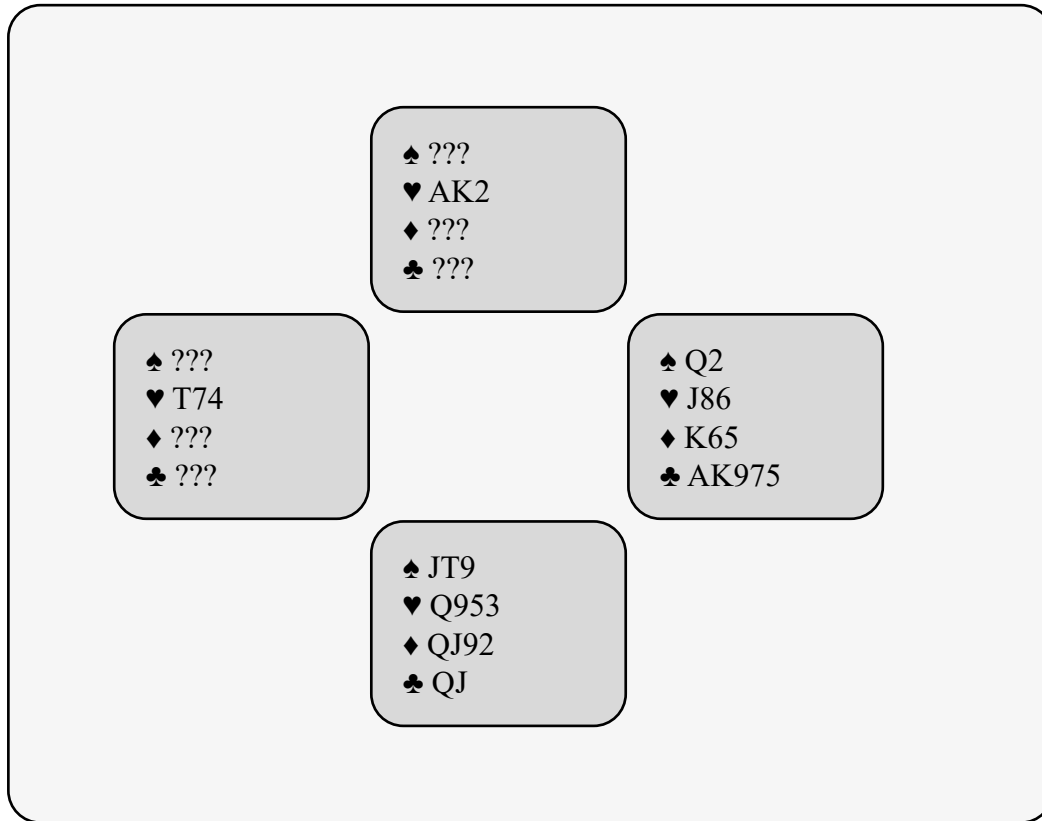 ♠ ???
♥ AK2
♦ ???
♣ ???
♠ ???
♥ T74
♦ ???
♣ ???
♠ Q2
♥ J86
♦ K65
♣ AK975
♠ JT9
♥ Q953
♦ QJ92
♣ QJ